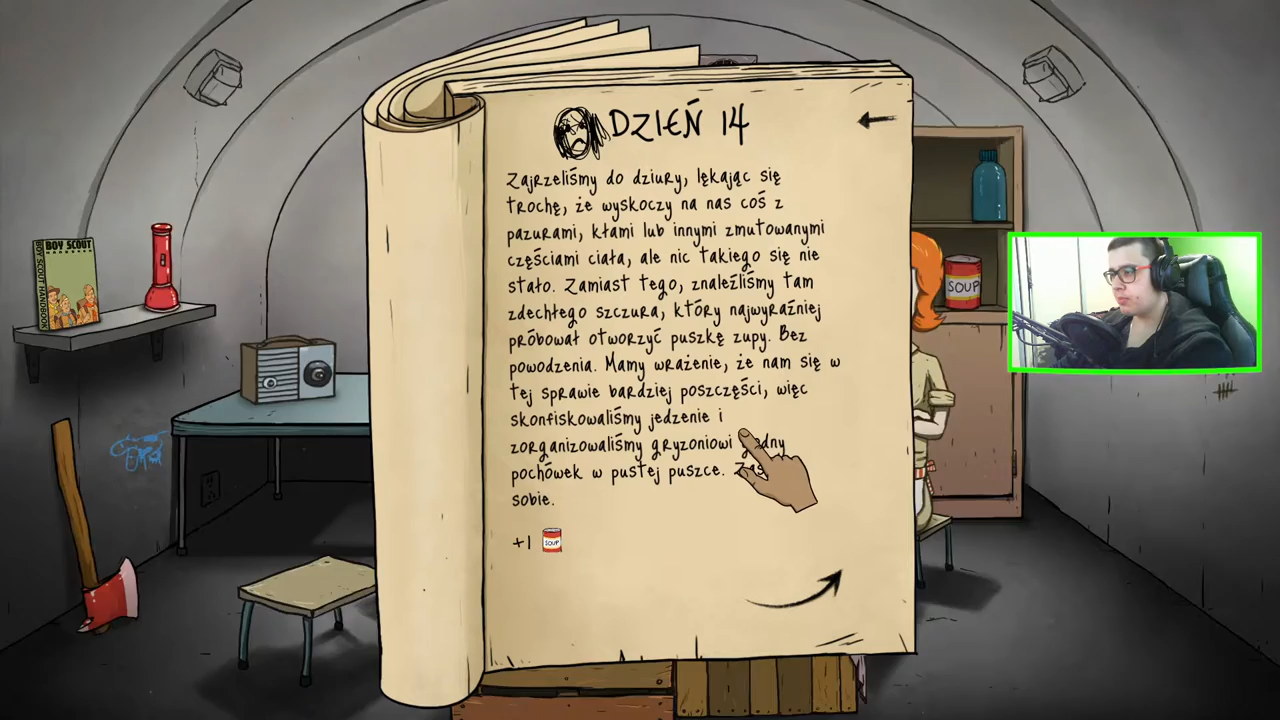 DZIEŃ 14
Zajrzeliśmy do dziury, lękając się
trochę, że wyskoczy na nas coś z
pazurami, kłami lub innymi zmutowanymi
częściami ciała, ale nic takiego się nie
stało. Zamiast tego, znaleźliśmy tam
zdechłego szczura, który najwyraźniej
próbował otworzyć puszkę zupy. Bez
powodzenia. Mamy wrażenie, że nam się w
tej sprawie bardziej poszczęści, więc
skonfiskowaliśmy jedzenie i
zorganizowaliśmy gryzoniowi
pochówek w pustej puszce.
sobie.
+1 SOUP
BOY SCOUT
BOY SCOUT HANDBOOK
SOUP